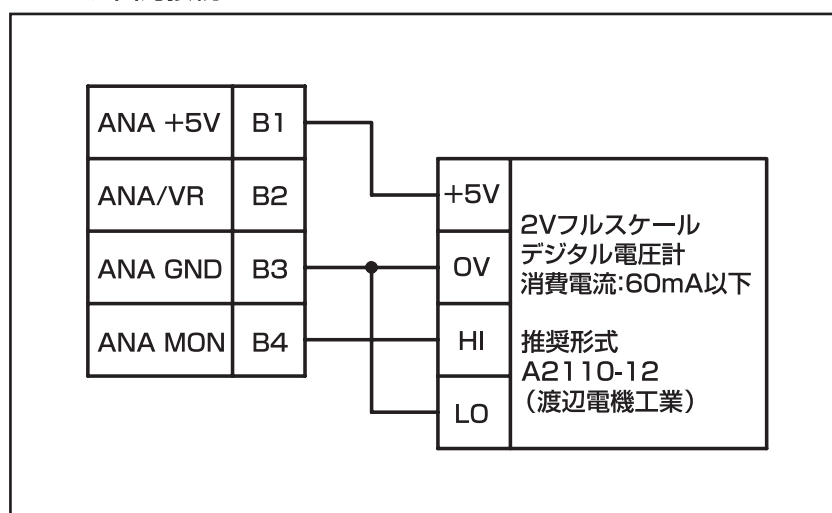 ANA +5V B1
ANA/VR B2
ANA GND B3
ANA MON B4
+5V
0V
HI
LO
2Vフルスケール
デジタル電圧計
消費電流:60mA以下
推奨形式
A2110-12
(渡辺電機工業)